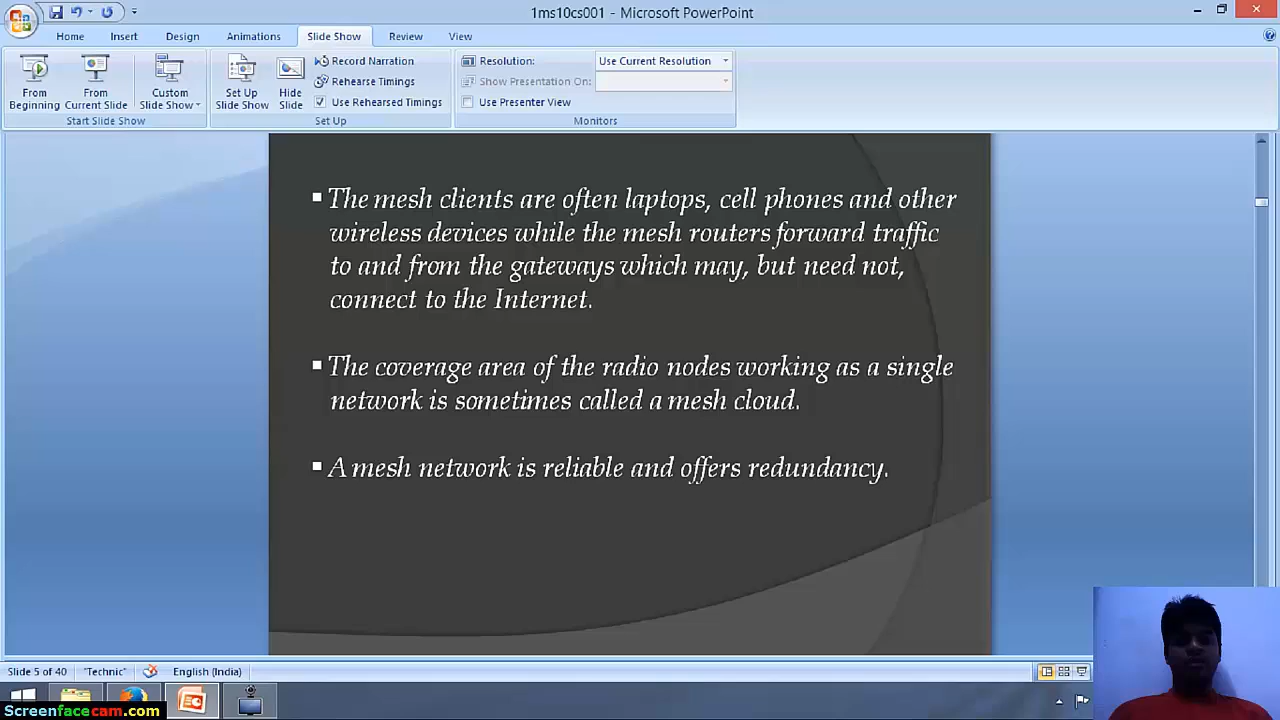 1ms10cs001 - Microsoft PowerPoint
Home Insert Design Animations Slide Show Review View
From Beginning
From Current Slide
Custom Slide Show
Start Slide Show
Set Up Slide Show
Hide Slide
Record Narration
Rehearse Timings
Use Rehearsed Timings
Set Up
Resolution: Use Current Resolution
Show Presentation On:
Use Presenter View
Monitors
▪ The mesh clients are often laptops, cell phones and other
wireless devices while the mesh routers forward traffic
to and from the gateways which may, but need not,
connect to the Internet.
▪ The coverage area of the radio nodes working as a single
network is sometimes called a mesh cloud.
▪ A mesh network is reliable and offers redundancy.
Slide 5 of 40 "Technic" English (India)
Screenfacecam.com